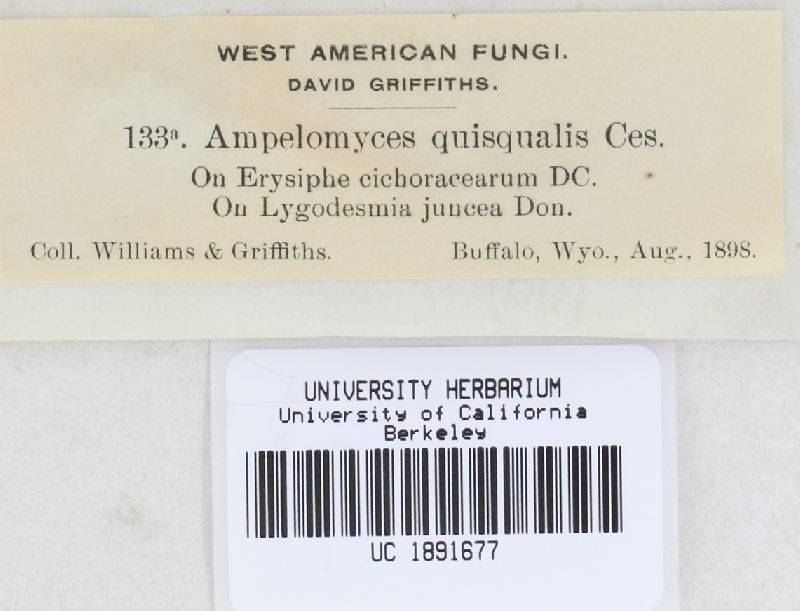 WEST AMERICAN FUNGI.
DAVID GRIFFITHS.
133ª. Ampelomyces quisqualis Ces.
On Erysiphe cichoracearum DC.
On Lygodesmia juncea Don.
Coll. Williams & Griffiths. Buffalo, Wyo., Aug., 1898.
UNIVERSITY HERBARIUM
University of California
Berkeley
UC 1891677